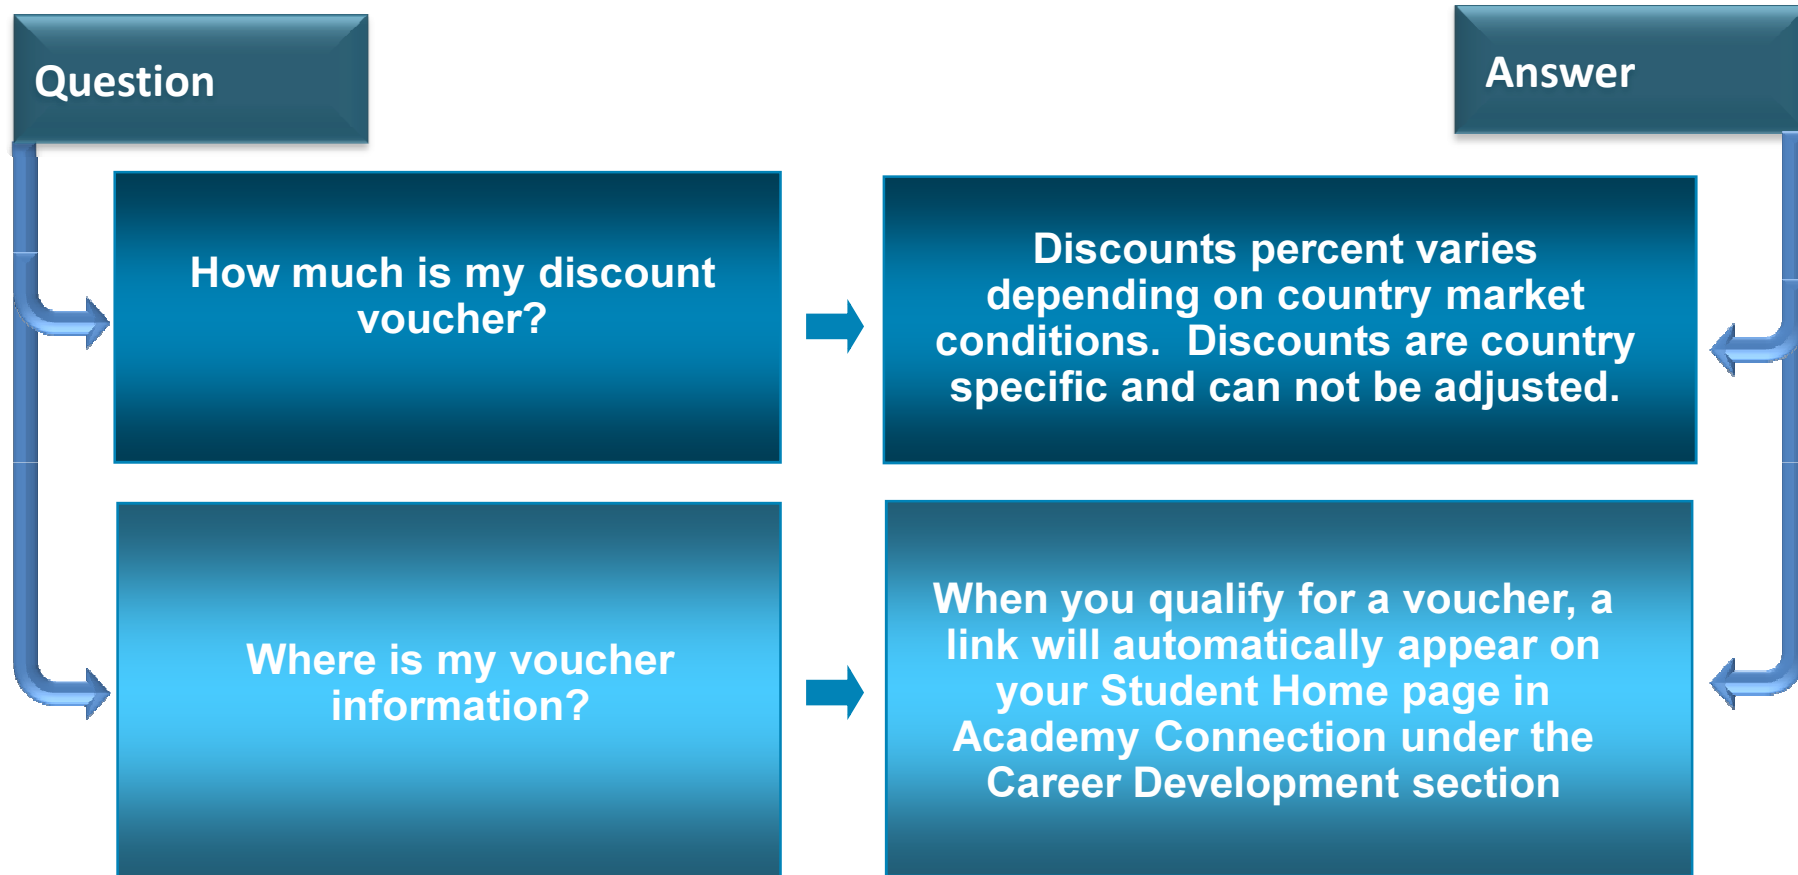 Question
Answer
How much is my discount
voucher?
Discounts percent varies
depending on country market
conditions.  Discounts are country
specific and can not be adjusted.
Where is my voucher
information?
When you qualify for a voucher, a
link will automatically appear on
your Student Home page in
Academy Connection under the
Career Development section